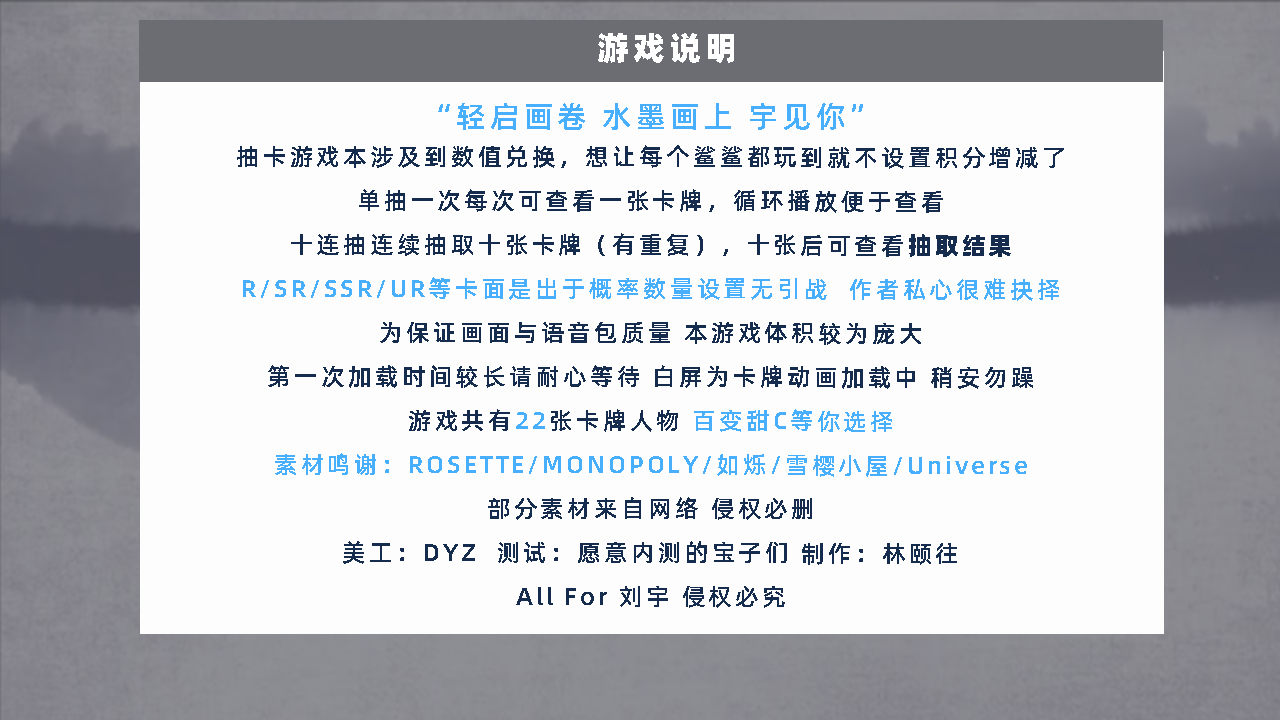 游戏说明
“轻启画卷 水墨画上 宇见你”
抽卡游戏本涉及到数值兑换，想让每个鲨鲨都玩到就不设置积分增减了
单抽一次每次可查看一张卡牌，循环播放便于查看
十连抽连续抽取十张卡牌（有重复），十张后可查看抽取结果
R/SR/SSR/UR等卡面是出于概率数量设置无引战 作者私心很难抉择
为保证画面与语音包质量 本游戏体积较为庞大
第一次加载时间较长请耐心等待 白屏为卡牌动画加载中 稍安勿躁
游戏共有22张卡牌人物 百变甜C等你选择
素材鸣谢：ROSETTE/MONOPOLY/如烁/雪樱小屋/Universe
部分素材来自网络 侵权必删
美工：DYZ 测试：愿意内测的宝子们 制作：林颐往
All For 刘宇 侵权必究